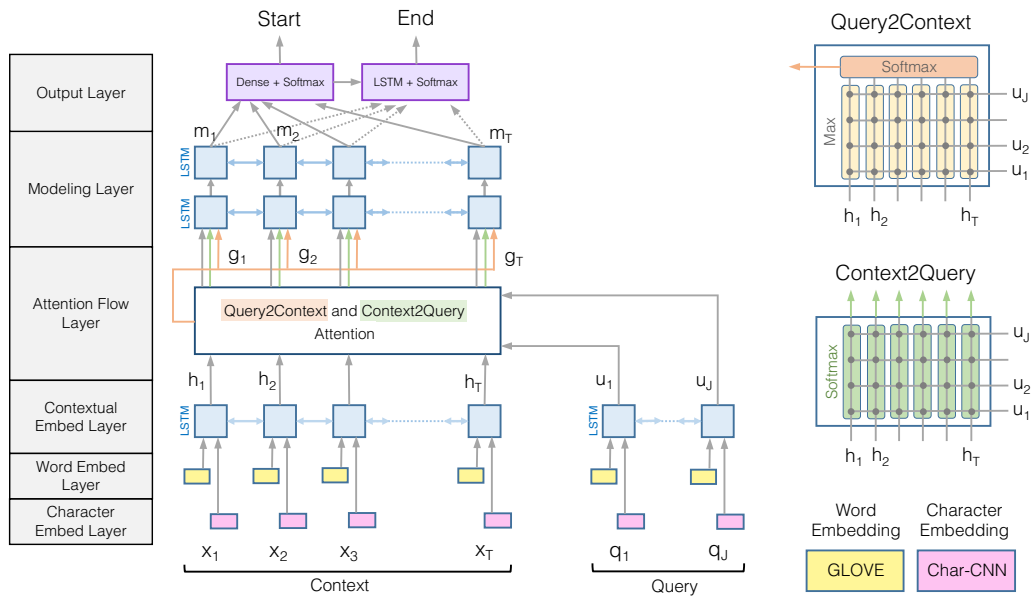 Start
End
Query2Context
Output Layer
Dense + Softmax
LSTM + Softmax
Softmax
Max
u_J
u_2
u_1
h_1
h_2
h_T
m_1
m_2
m_T
Modeling Layer
LSTM
LSTM
g_1
g_2
g_T
Attention Flow
Layer
Query2Context and Context2Query
Attention
Context2Query
Softmax
u_J
u_2
u_1
h_1
h_2
h_T
h_1
h_2
h_T
u_1
u_J
Contextual
Embed Layer
LSTM
LSTM
Word Embed
Layer
Character
Embed Layer
x_1
x_2
x_3
x_T
q_1
q_J
Context
Query
Word
Embedding
Character
Embedding
GLOVE
Char-CNN